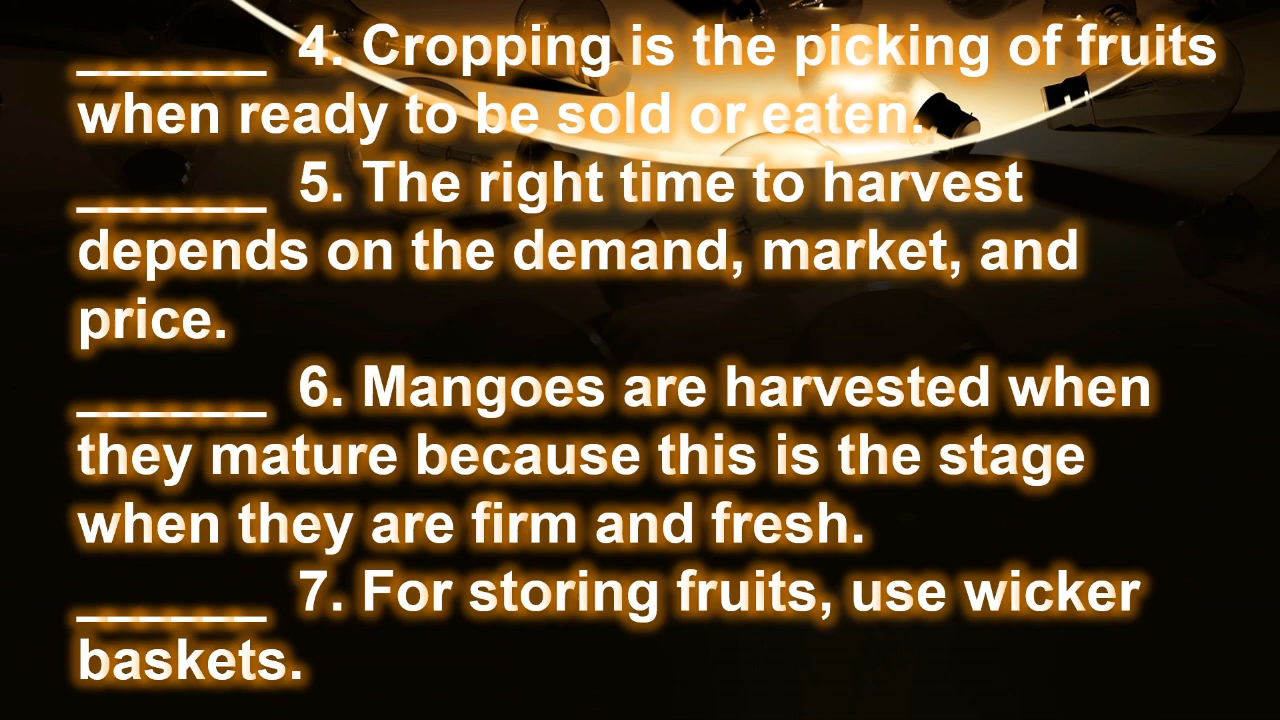 ______ 4. Cropping is the picking of fruits
when ready to be sold or eaten.
______ 5. The right time to harvest
depends on the demand, market, and
price.
______ 6. Mangoes are harvested when
they mature because this is the stage
when they are firm and fresh.
______ 7. For storing fruits, use wicker
baskets.